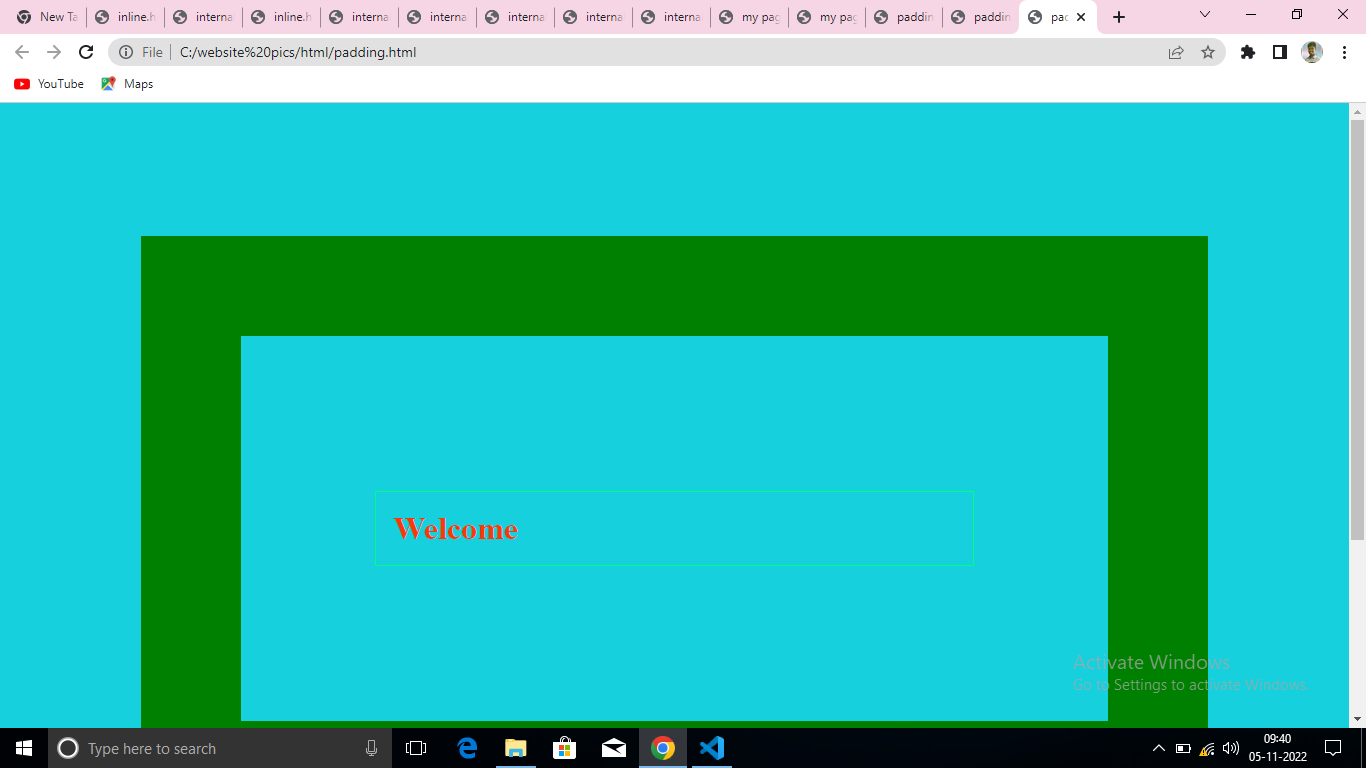 New Ta inline.h interna inline.h interna interna interna interna interna my pag my pag paddin paddin pad
File C:/website%20pics/html/padding.html
YouTube Maps
Welcome
Activate Windows
Go to Settings to activate Windows.
Type here to search
09:40
05-11-2022